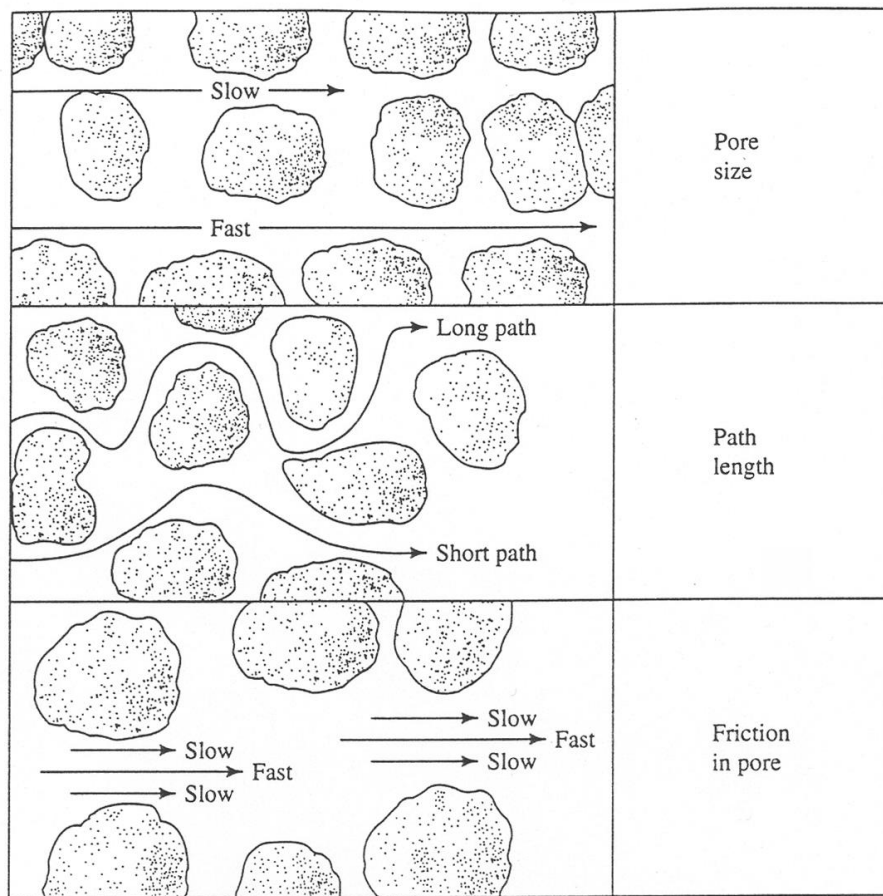 Slow
Fast
Pore
size
Long path
Short path
Path
length
Slow
Fast
Slow
Slow
Fast
Slow
Friction
in pore